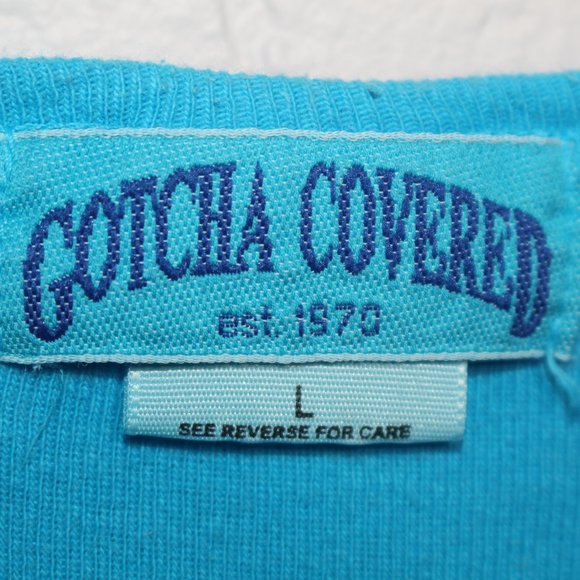 GOTCHA COVERED
est. 1970
L
SEE REVERSE FOR CARE